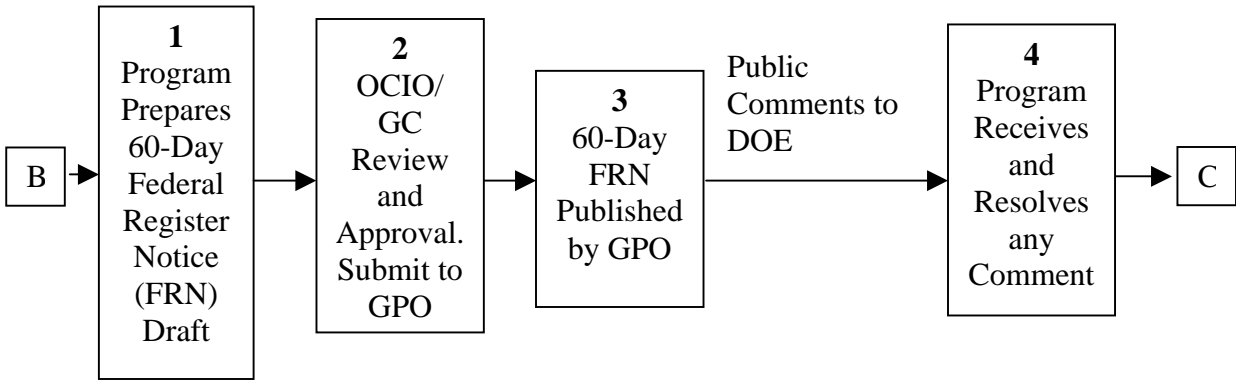 B
1
Program
Prepares
60-Day
Federal
Register
Notice
(FRN)
Draft
2
OCIO/
GC
Review
and
Approval.
Submit to
GPO
3
60-Day
FRN
Published
by GPO
Public
Comments to
DOE
4
Program
Receives
and
Resolves
any
Comment
C